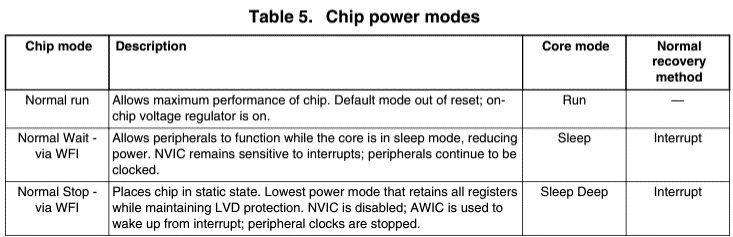 Table 5. Chip power modes
Chip mode Description Core mode Normal
recovery
method
Normal run Allows maximum performance of chip. Default mode out of reset; on- Run —
chip voltage regulator is on.
Normal Wait - Allows peripherals to function while the core is in sleep mode, reducing Sleep Interrupt
via WFI power. NVIC remains sensitive to interrupts; peripherals continue to be
clocked.
Normal Stop - Places chip in static state. Lowest power mode that retains all registers Sleep Deep Interrupt
via WFI while maintaining LVD protection. NVIC is disabled; AWIC is used to
wake up from interrupt; peripheral clocks are stopped.